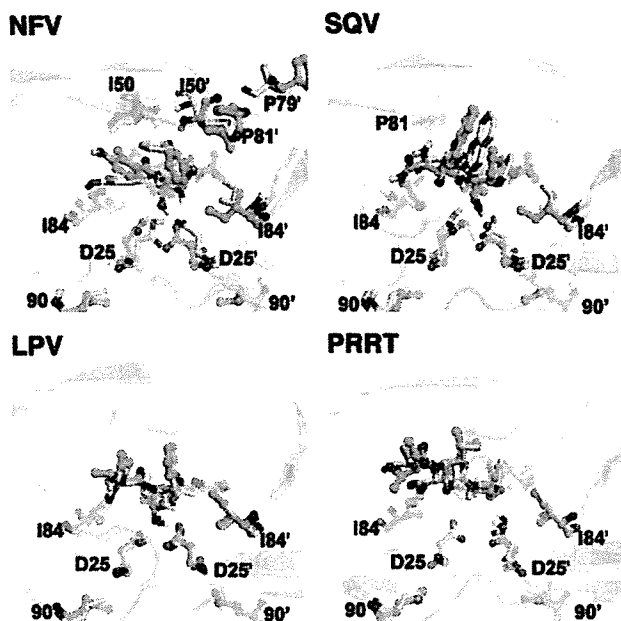 NFV
I50
I50'
P79'
P81'
I84
I84'
D25
D25'
90
90'
SQV
P81
I84
I84'
D25
D25'
90
90'
LPV
I84
I84'
D25
D25'
90'
90'
PRRT
I84
I84'
D25
D25'
90
90'